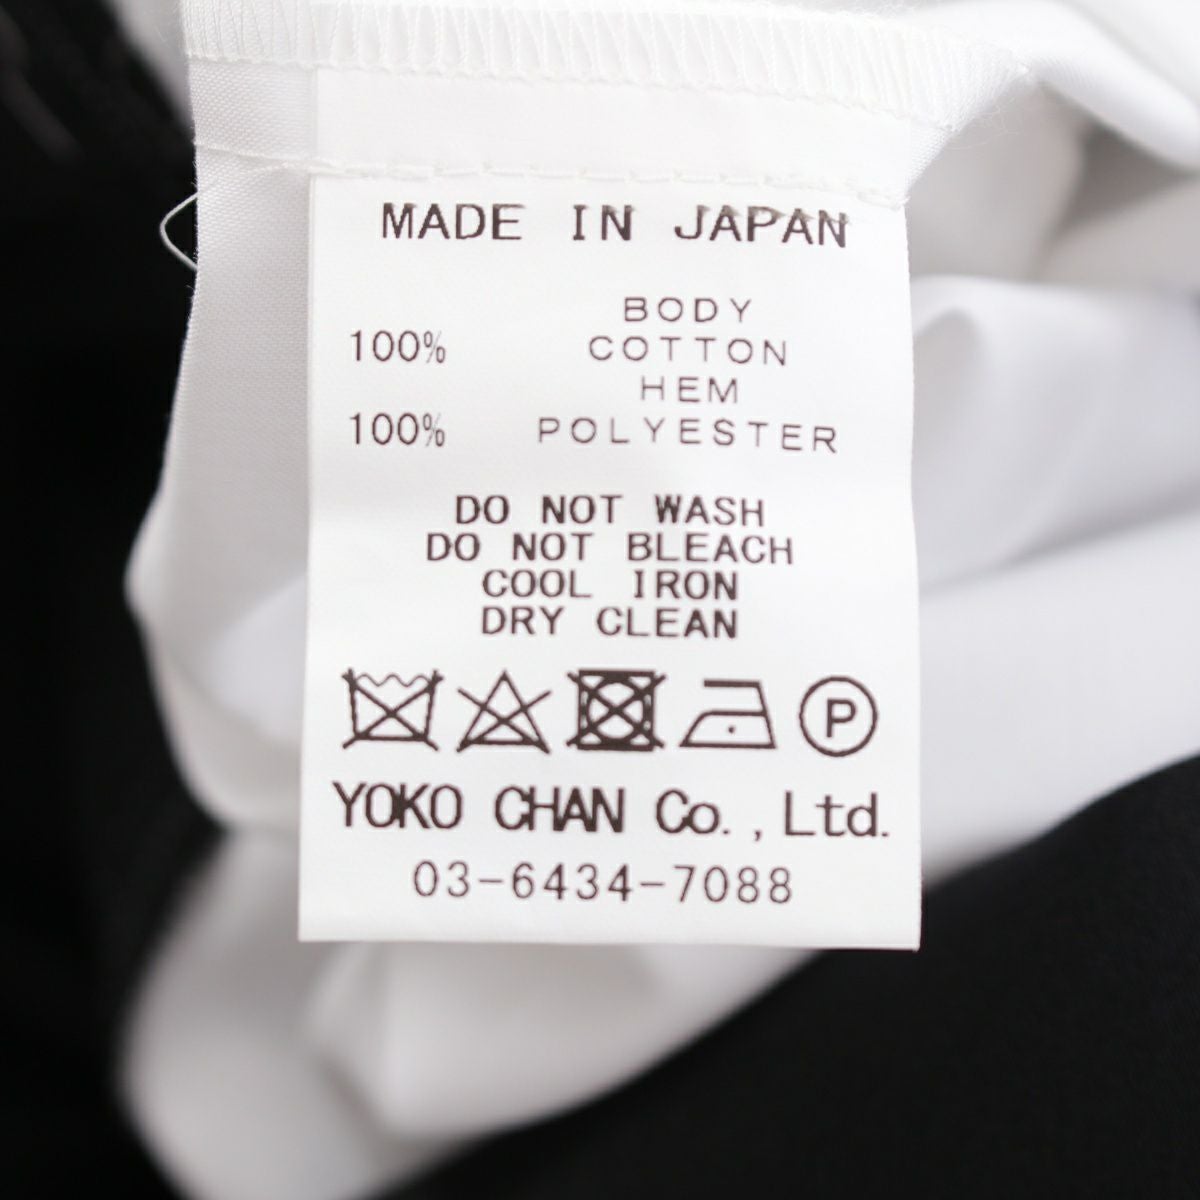 MADE IN JAPAN
BODY
100% COTTON
HEM
100% POLYESTER
DO NOT WASH
DO NOT BLEACH
COOL IRON
DRY CLEAN
P
YOKO CHAN Co., Ltd.
03-6434-7088